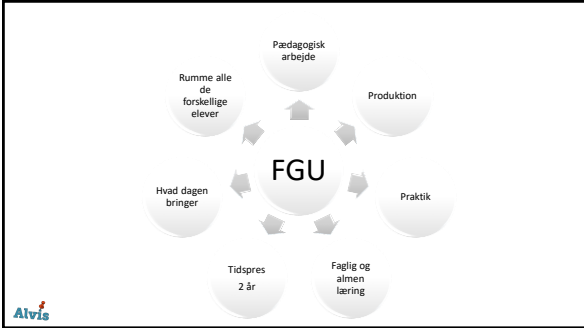 Pædagogisk
arbejde
Rumme alle
de
forskellige
elever
Produktion
FGU
Hvad dagen
bringer
Praktik
Tidspres
2 år
Faglig og
almen
læring
Alvis